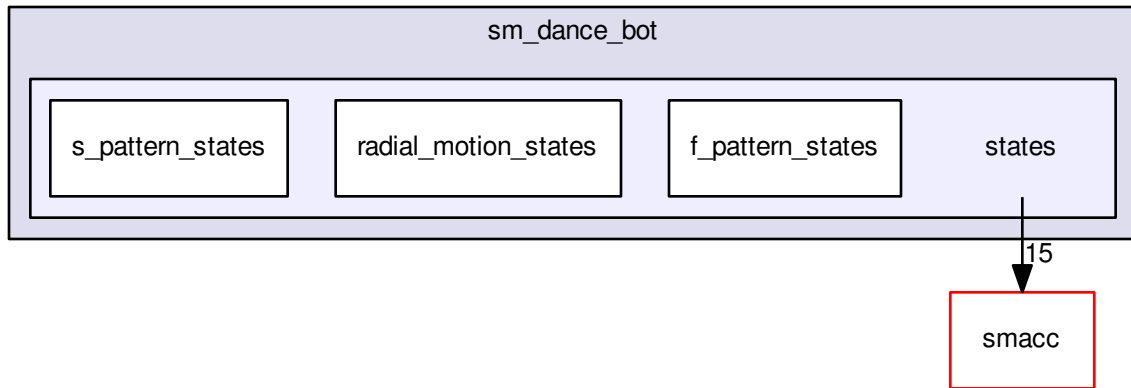 sm_dance_bot
s_pattern_states
radial_motion_states
f_pattern_states
states
15
smacc